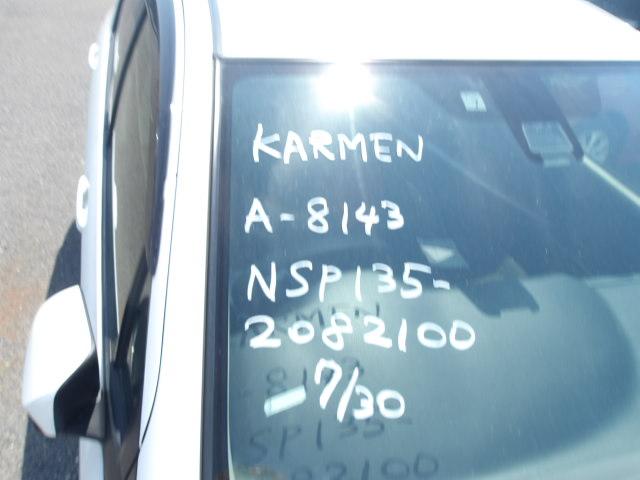 KARMEN
A-8143
NSP135-
2082100
7/30